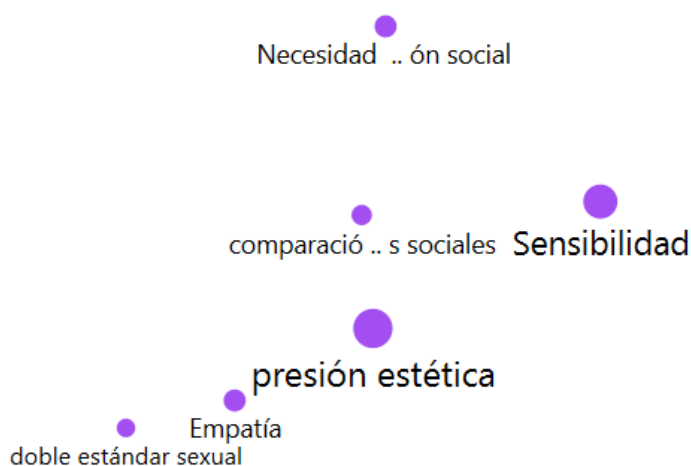 Necesidad .. ón social
comparació .. s sociales
Sensibilidad
presión estética
Empatía
doble estándar sexual